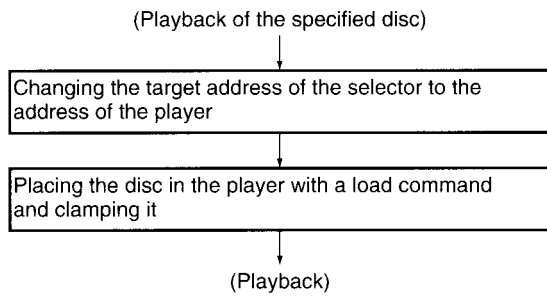 (Playback of the specified disc)
Changing the target address of the selector to the
address of the player
Placing the disc in the player with a load command
and clamping it
(Playback)